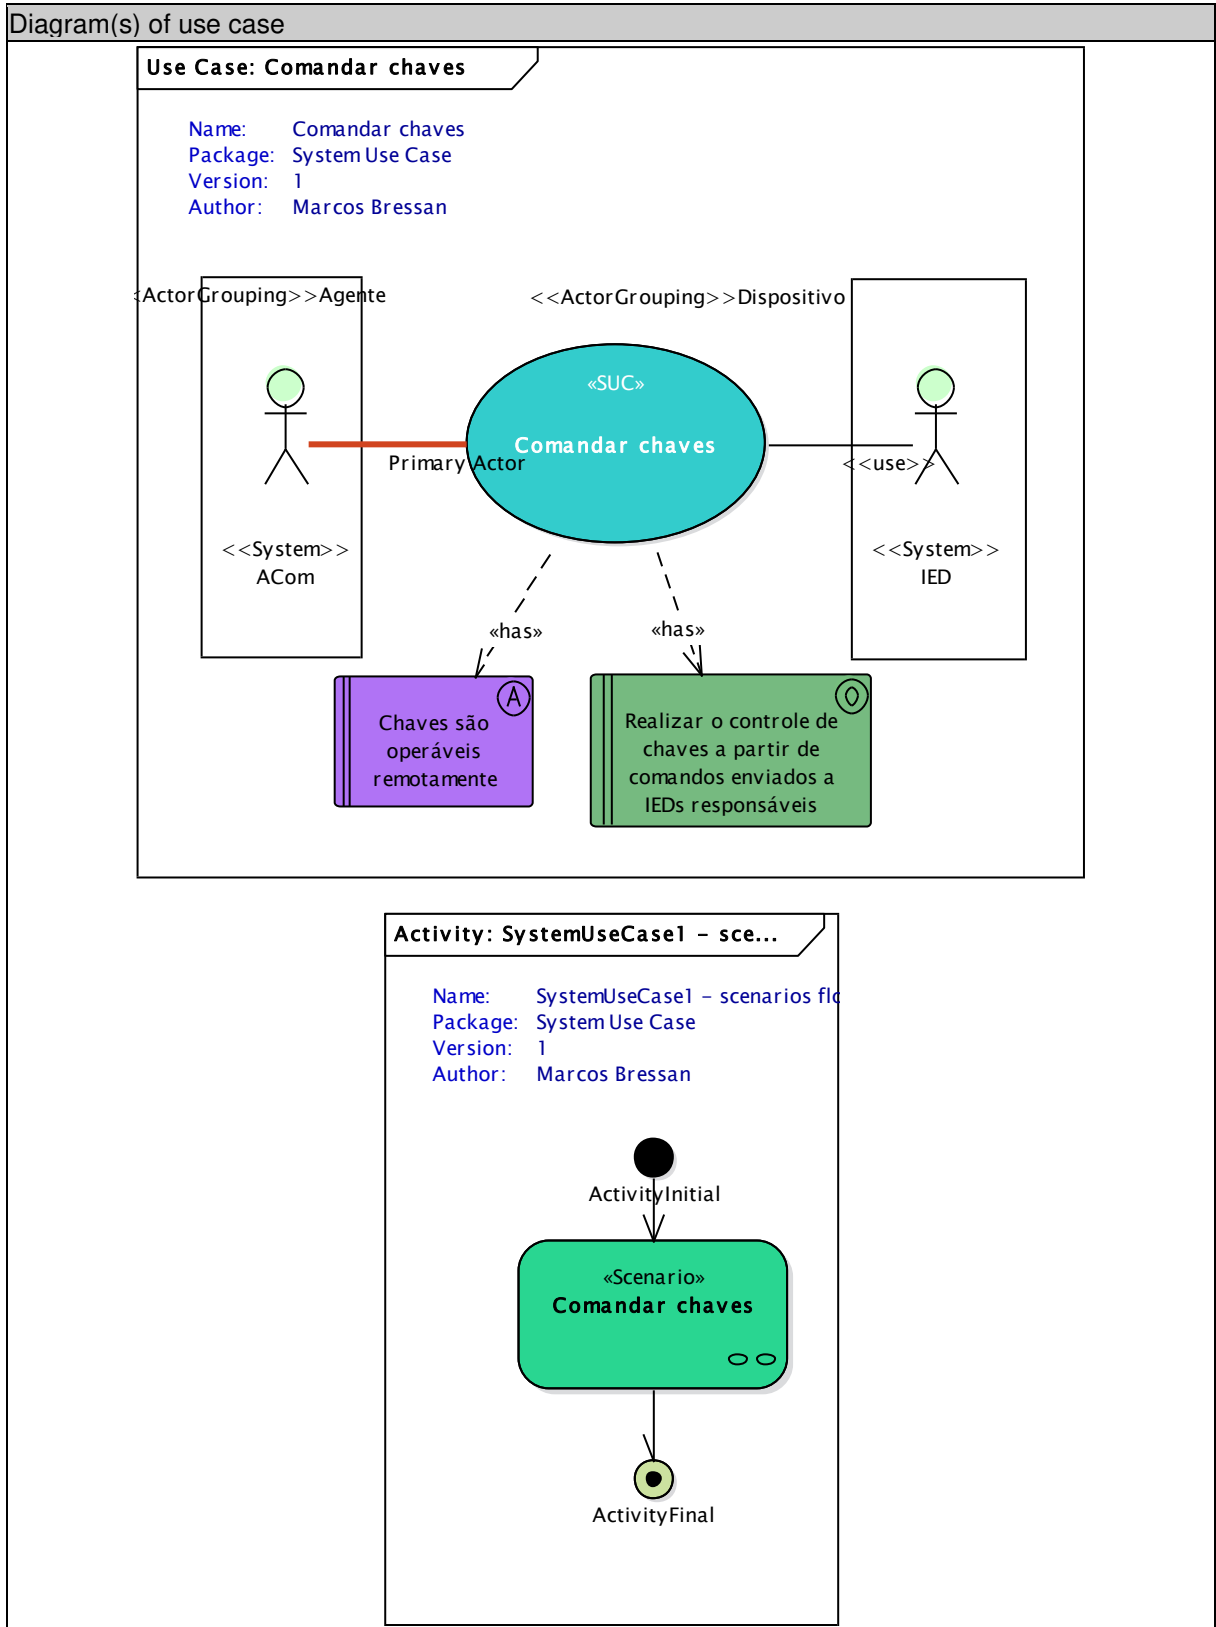 Diagram(s) of use case
Use Case: Comandar chaves
Name: Comandar chaves
Package: System Use Case
Version: 1
Author: Marcos Bressan
<ActorGrouping>>Agente
<<ActorGrouping>>Dispositivo
«SUC»
Comandar chaves
Primary Actor
<<use>>
<<System>>
ACom
<<System>>
IED
«has»
«has»
A
Chaves são
operáveis
remotamente
O
Realizar o controle de
chaves a partir de
comandos enviados a
IEDs responsáveis
Activity: SystemUseCase1 - sce...
Name: SystemUseCase1 - scenarios flo
Package: System Use Case
Version: 1
Author: Marcos Bressan
ActivityInitial
«Scenario»
Comandar chaves
ActivityFinal